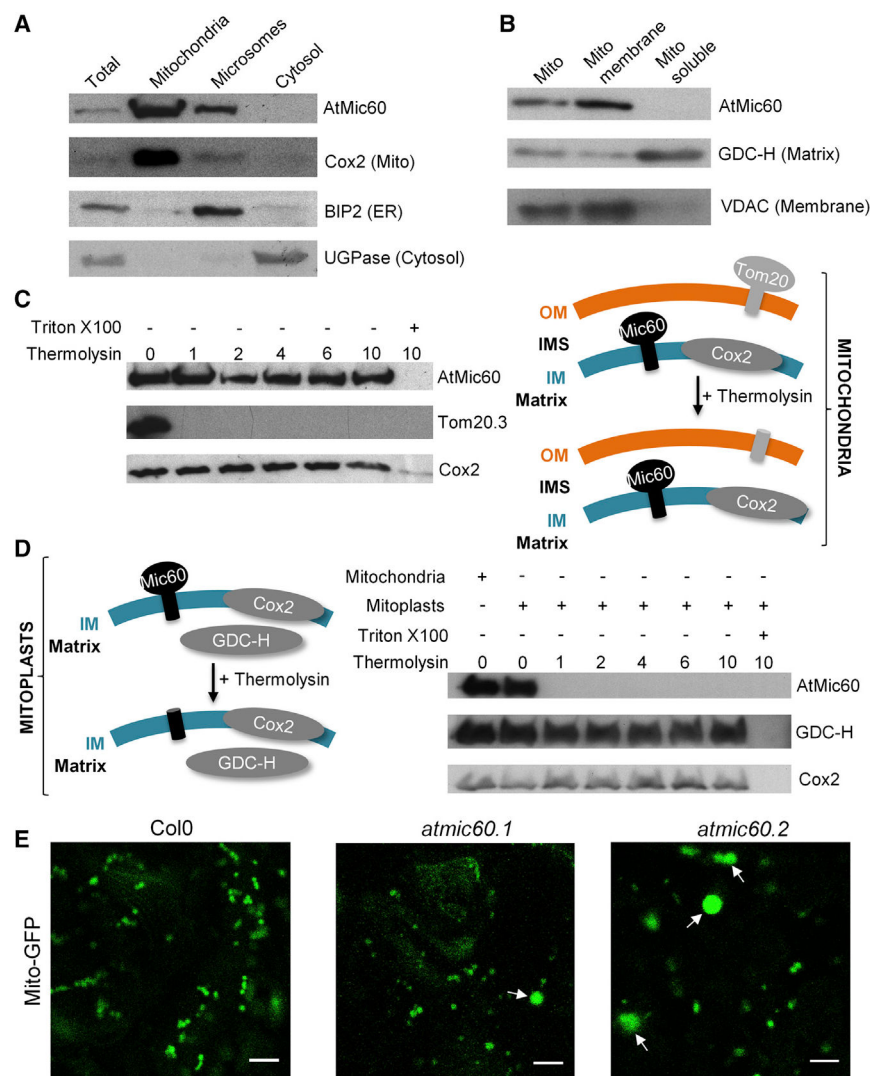 A
Total Mitochondria Microsomes Cytosol
AtMic60
Cox2 (Mito)
BIP2 (ER)
UGPase (Cytosol)
B
Mito Mito membrane Mito soluble
AtMic60
GDC-H (Matrix)
VDAC (Membrane)
C
Triton X100 - - - - - - +
Thermolysin 0 1 2 4 6 10 10
AtMic60
Tom20.3
Cox2
Tom20
OM
Mic60
IMS
Cox2
IM
Matrix
+ Thermolysin
OM
Mic60
IMS
Cox2
IM
Matrix
MITOCHONDRIA
D
MITOPLASTS
Mic60
Cox2
IM
Matrix
GDC-H
+ Thermolysin
Cox2
IM
Matrix
GDC-H
Mitochondria + - - - - - - -
Mitoplasts - + + + + + + +
Triton X100 - - - - - - - +
Thermolysin 0 0 1 2 4 6 10 10
AtMic60
GDC-H
Cox2
E
Col0 atmic60.1 atmic60.2
Mito-GFP